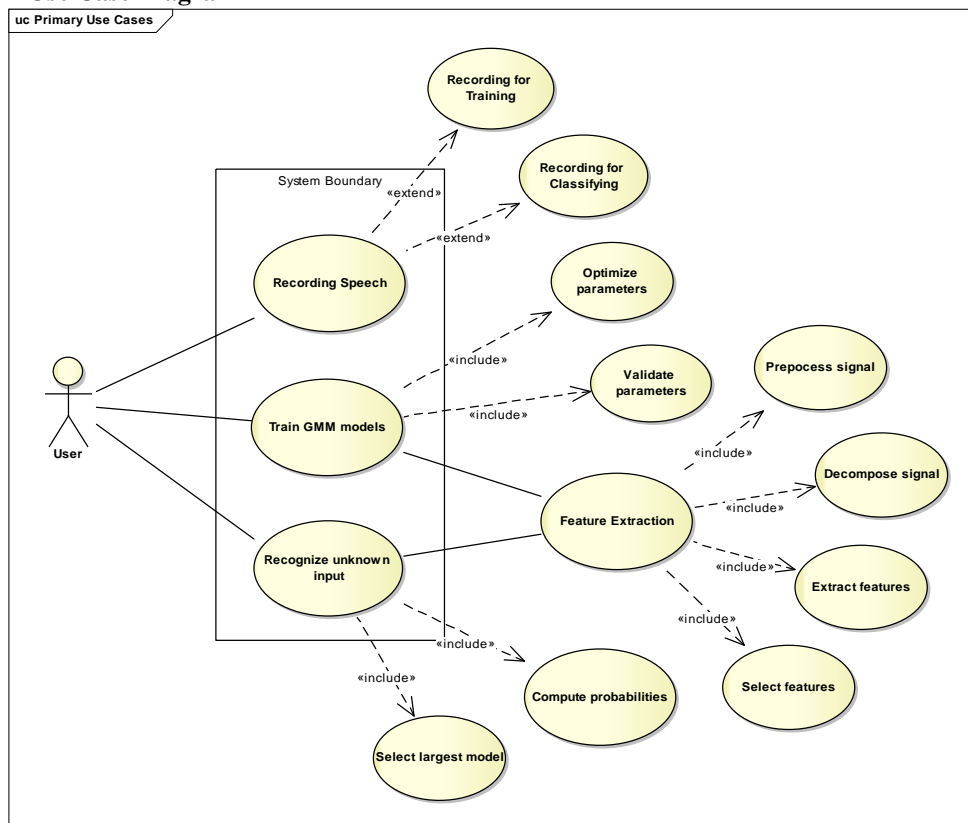 uc Primary Use Cases
Recording for
Training
Recording for
Classifying
System Boundary
«extend»
«extend»
Recording Speech
Optimize
parameters
«include»
Validate
parameters
«include»
Prepocess signal
Train GMM models
User
«include»
Decompose signal
«include»
Feature Extraction
Recognize unknown
input
«include»
Extract features
«include»
Select features
«include»
«include»
Compute probabilities
Select largest model